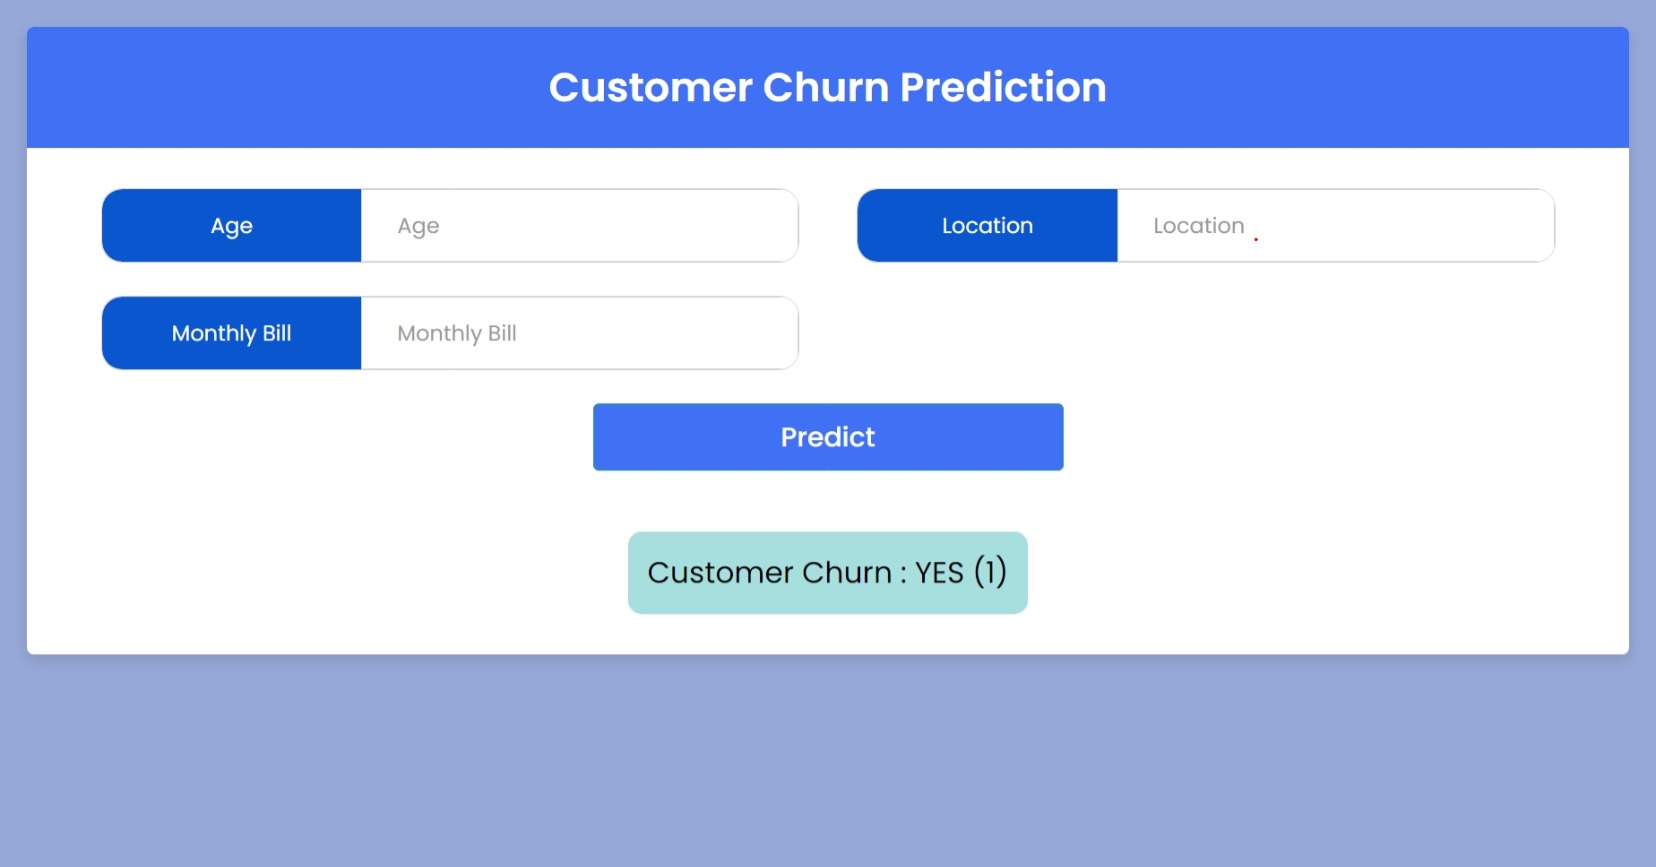 Customer Churn Prediction
Age Age
Location Location
Monthly Bill Monthly Bill
Predict
Customer Churn : YES (1)